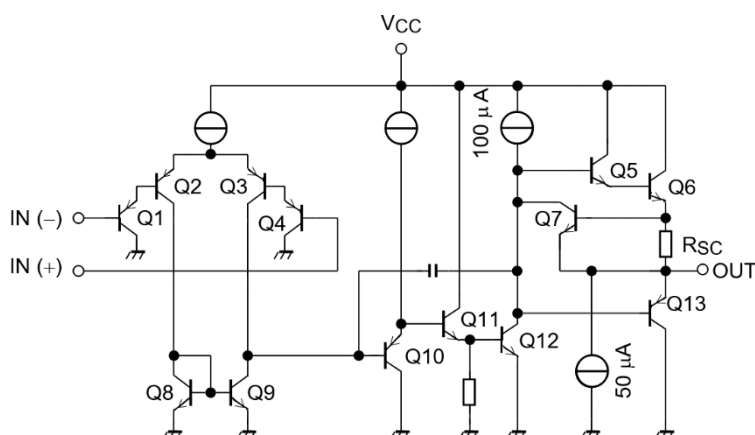 VCC
100 μA
Q5
Q6
Q2
Q3
Q1
Q4
Q7
IN (−)
RSC
IN (+)
OUT
Q11
Q13
Q10
Q12
Q8
Q9
50 μA